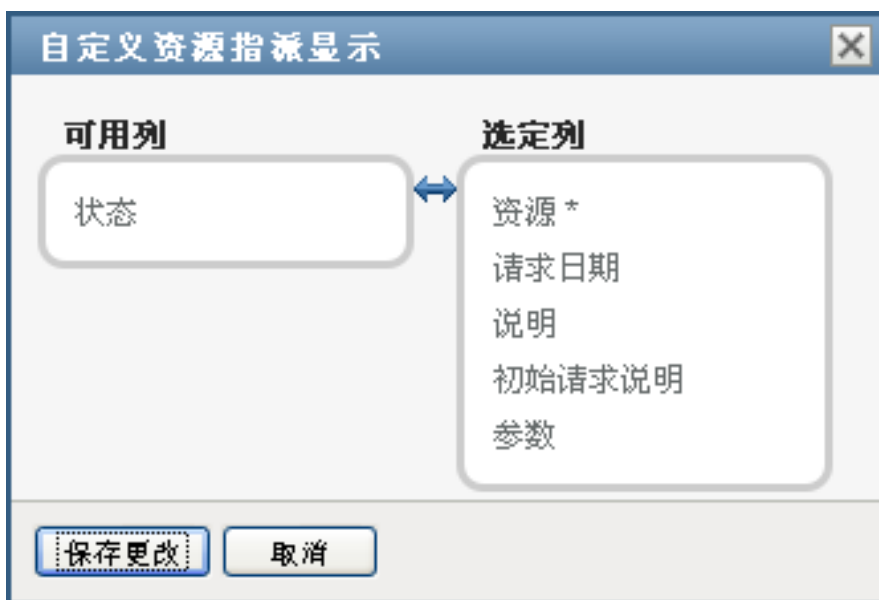 自定义资源指派显示
可用列
状态
选定列
资源 *
请求日期
说明
初始请求说明
参数
保存更改
取消